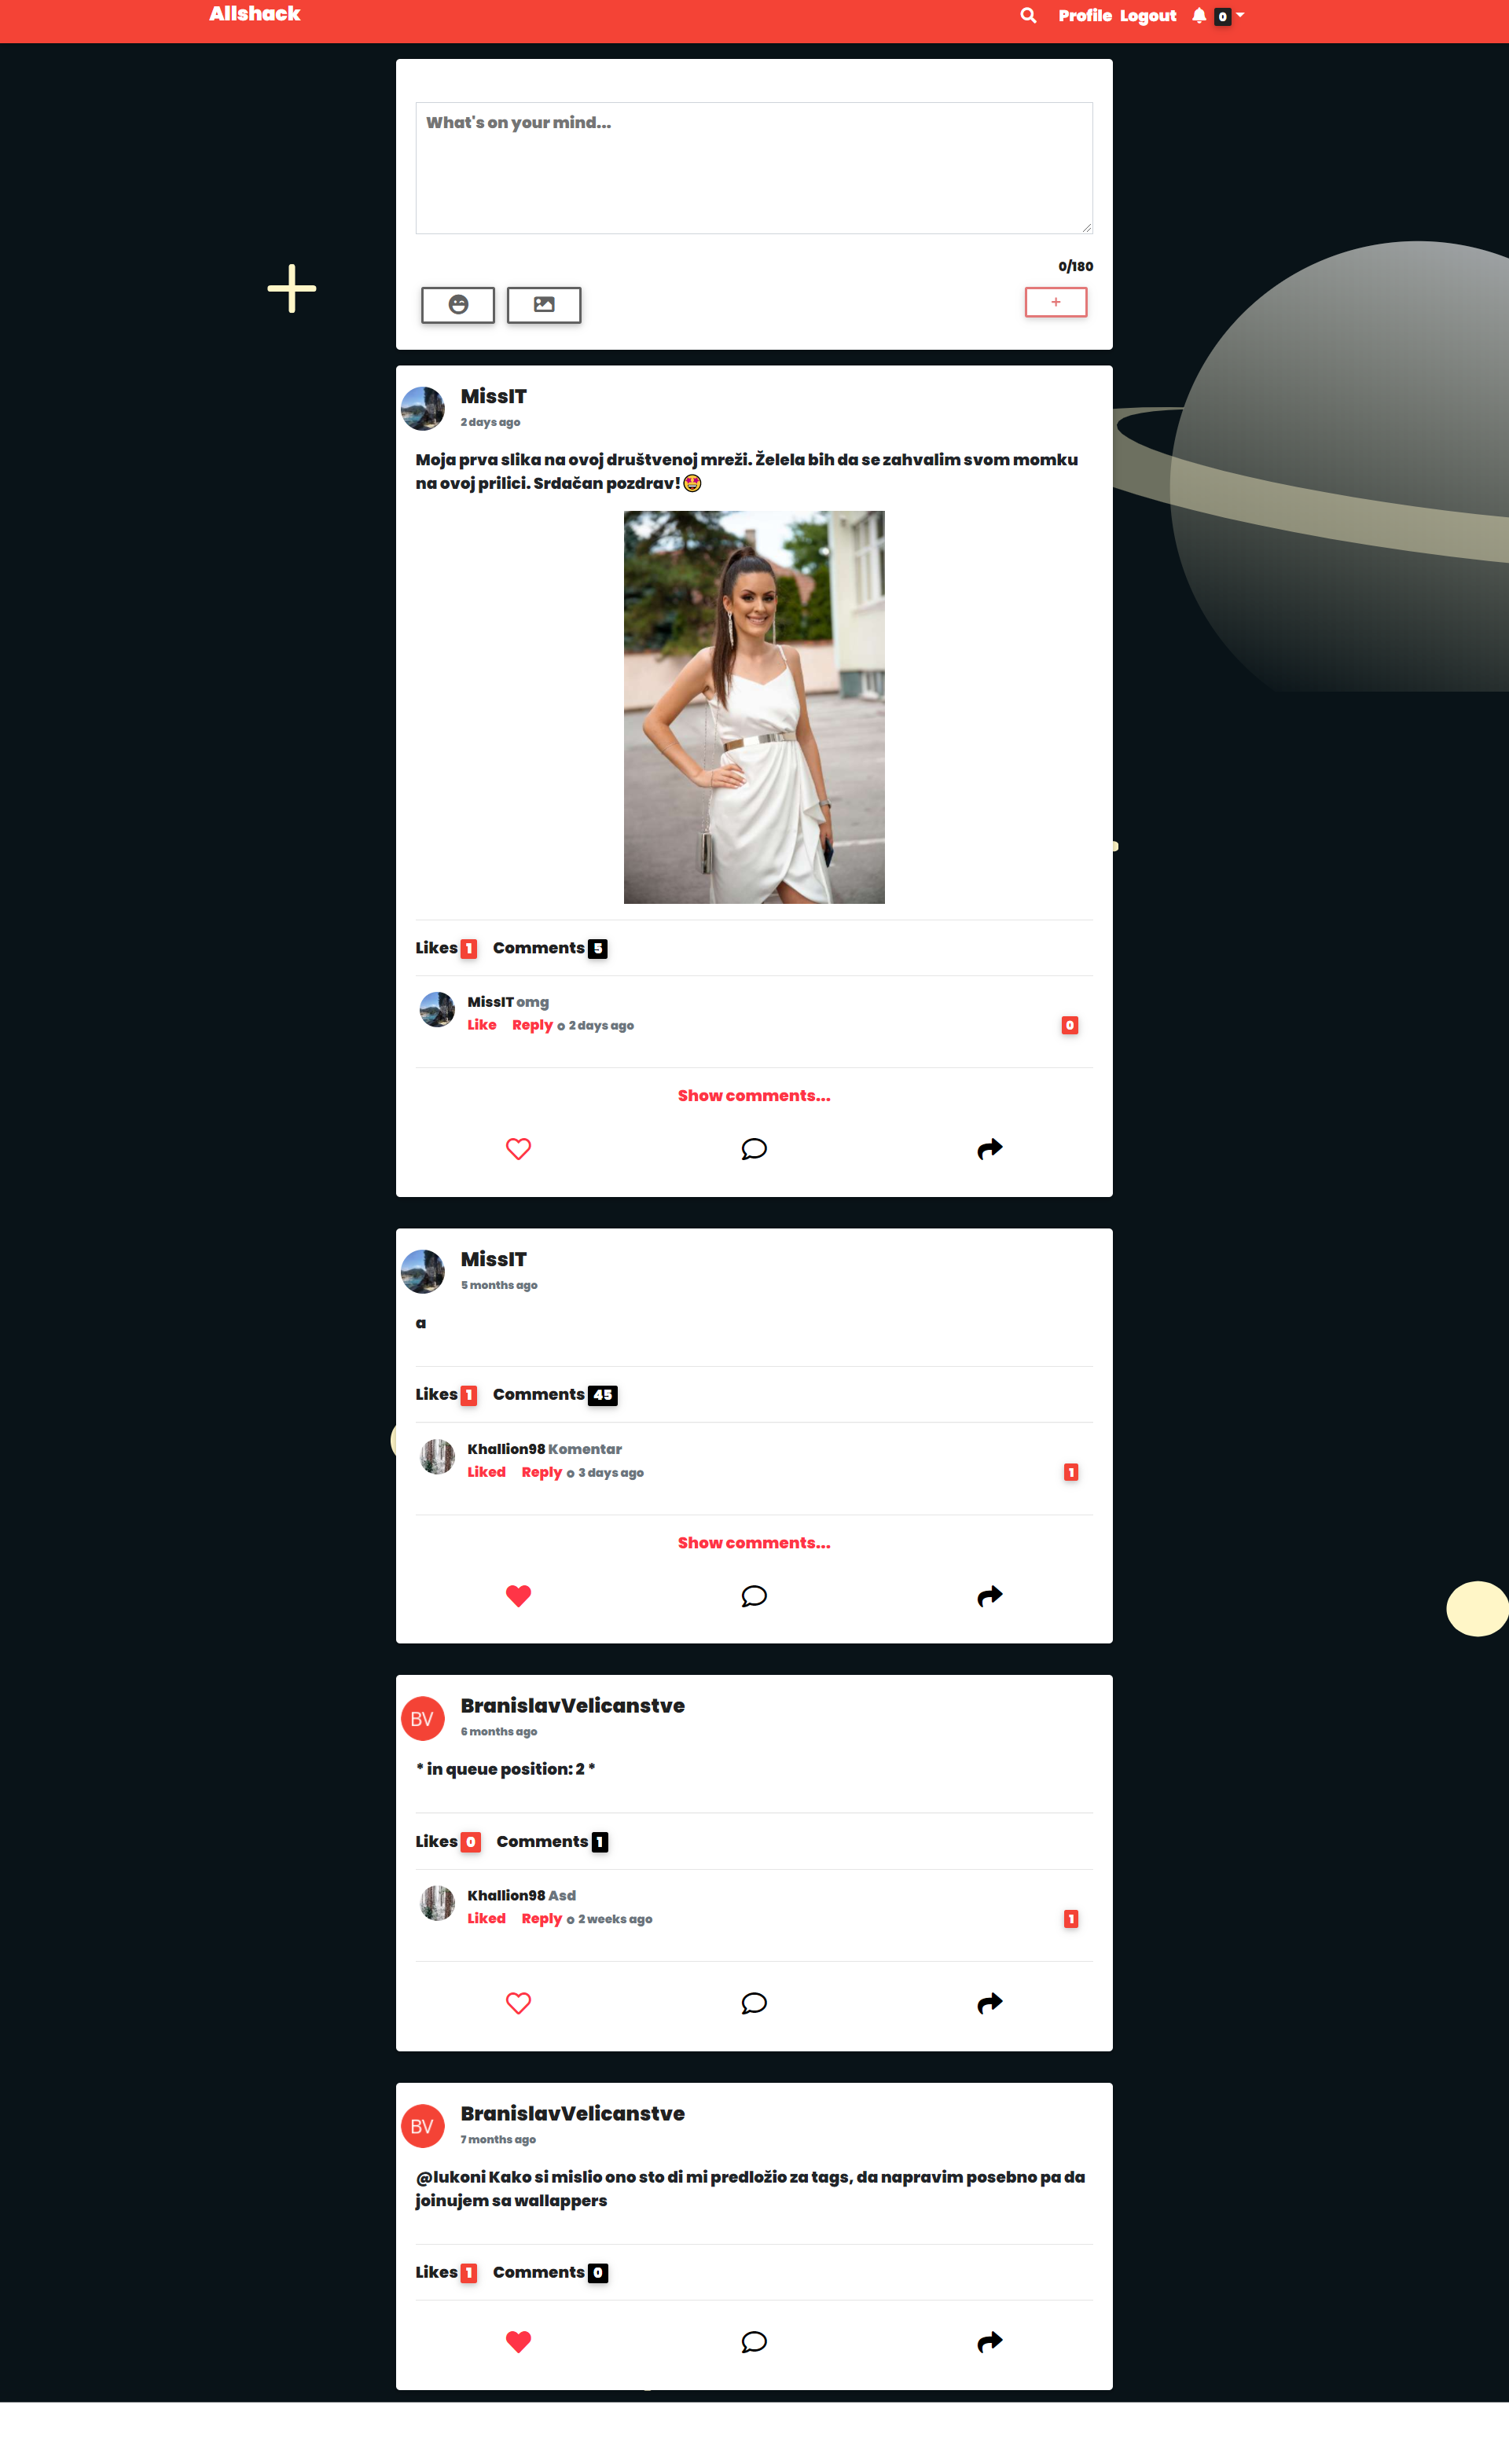 Allshack
Profile Logout 0
What's on your mind...
0/180
+
MissIT
2 days ago
Moja prva slika na ovoj društvenoj mreži. Želela bih da se zahvalim svom momku
na ovoj prilici. Srdačan pozdrav!🤩
Likes 1 Comments 5
MissIT omg
Like Reply o 2 days ago 0
Show comments...
MissIT
5 months ago
a
Likes 1 Comments 45
Khallion98 Komentar
Liked Reply o 3 days ago 1
Show comments...
BV BranislavVelicanstve
6 months ago
* in queue position: 2 *
Likes 0 Comments 1
Khallion98 Asd
Liked Reply o 2 weeks ago 1
BV BranislavVelicanstve
7 months ago
@lukoni Kako si mislio ono sto di mi predložio za tags, da napravim posebno pa da
joinujem sa wallappers
Likes 1 Comments 0